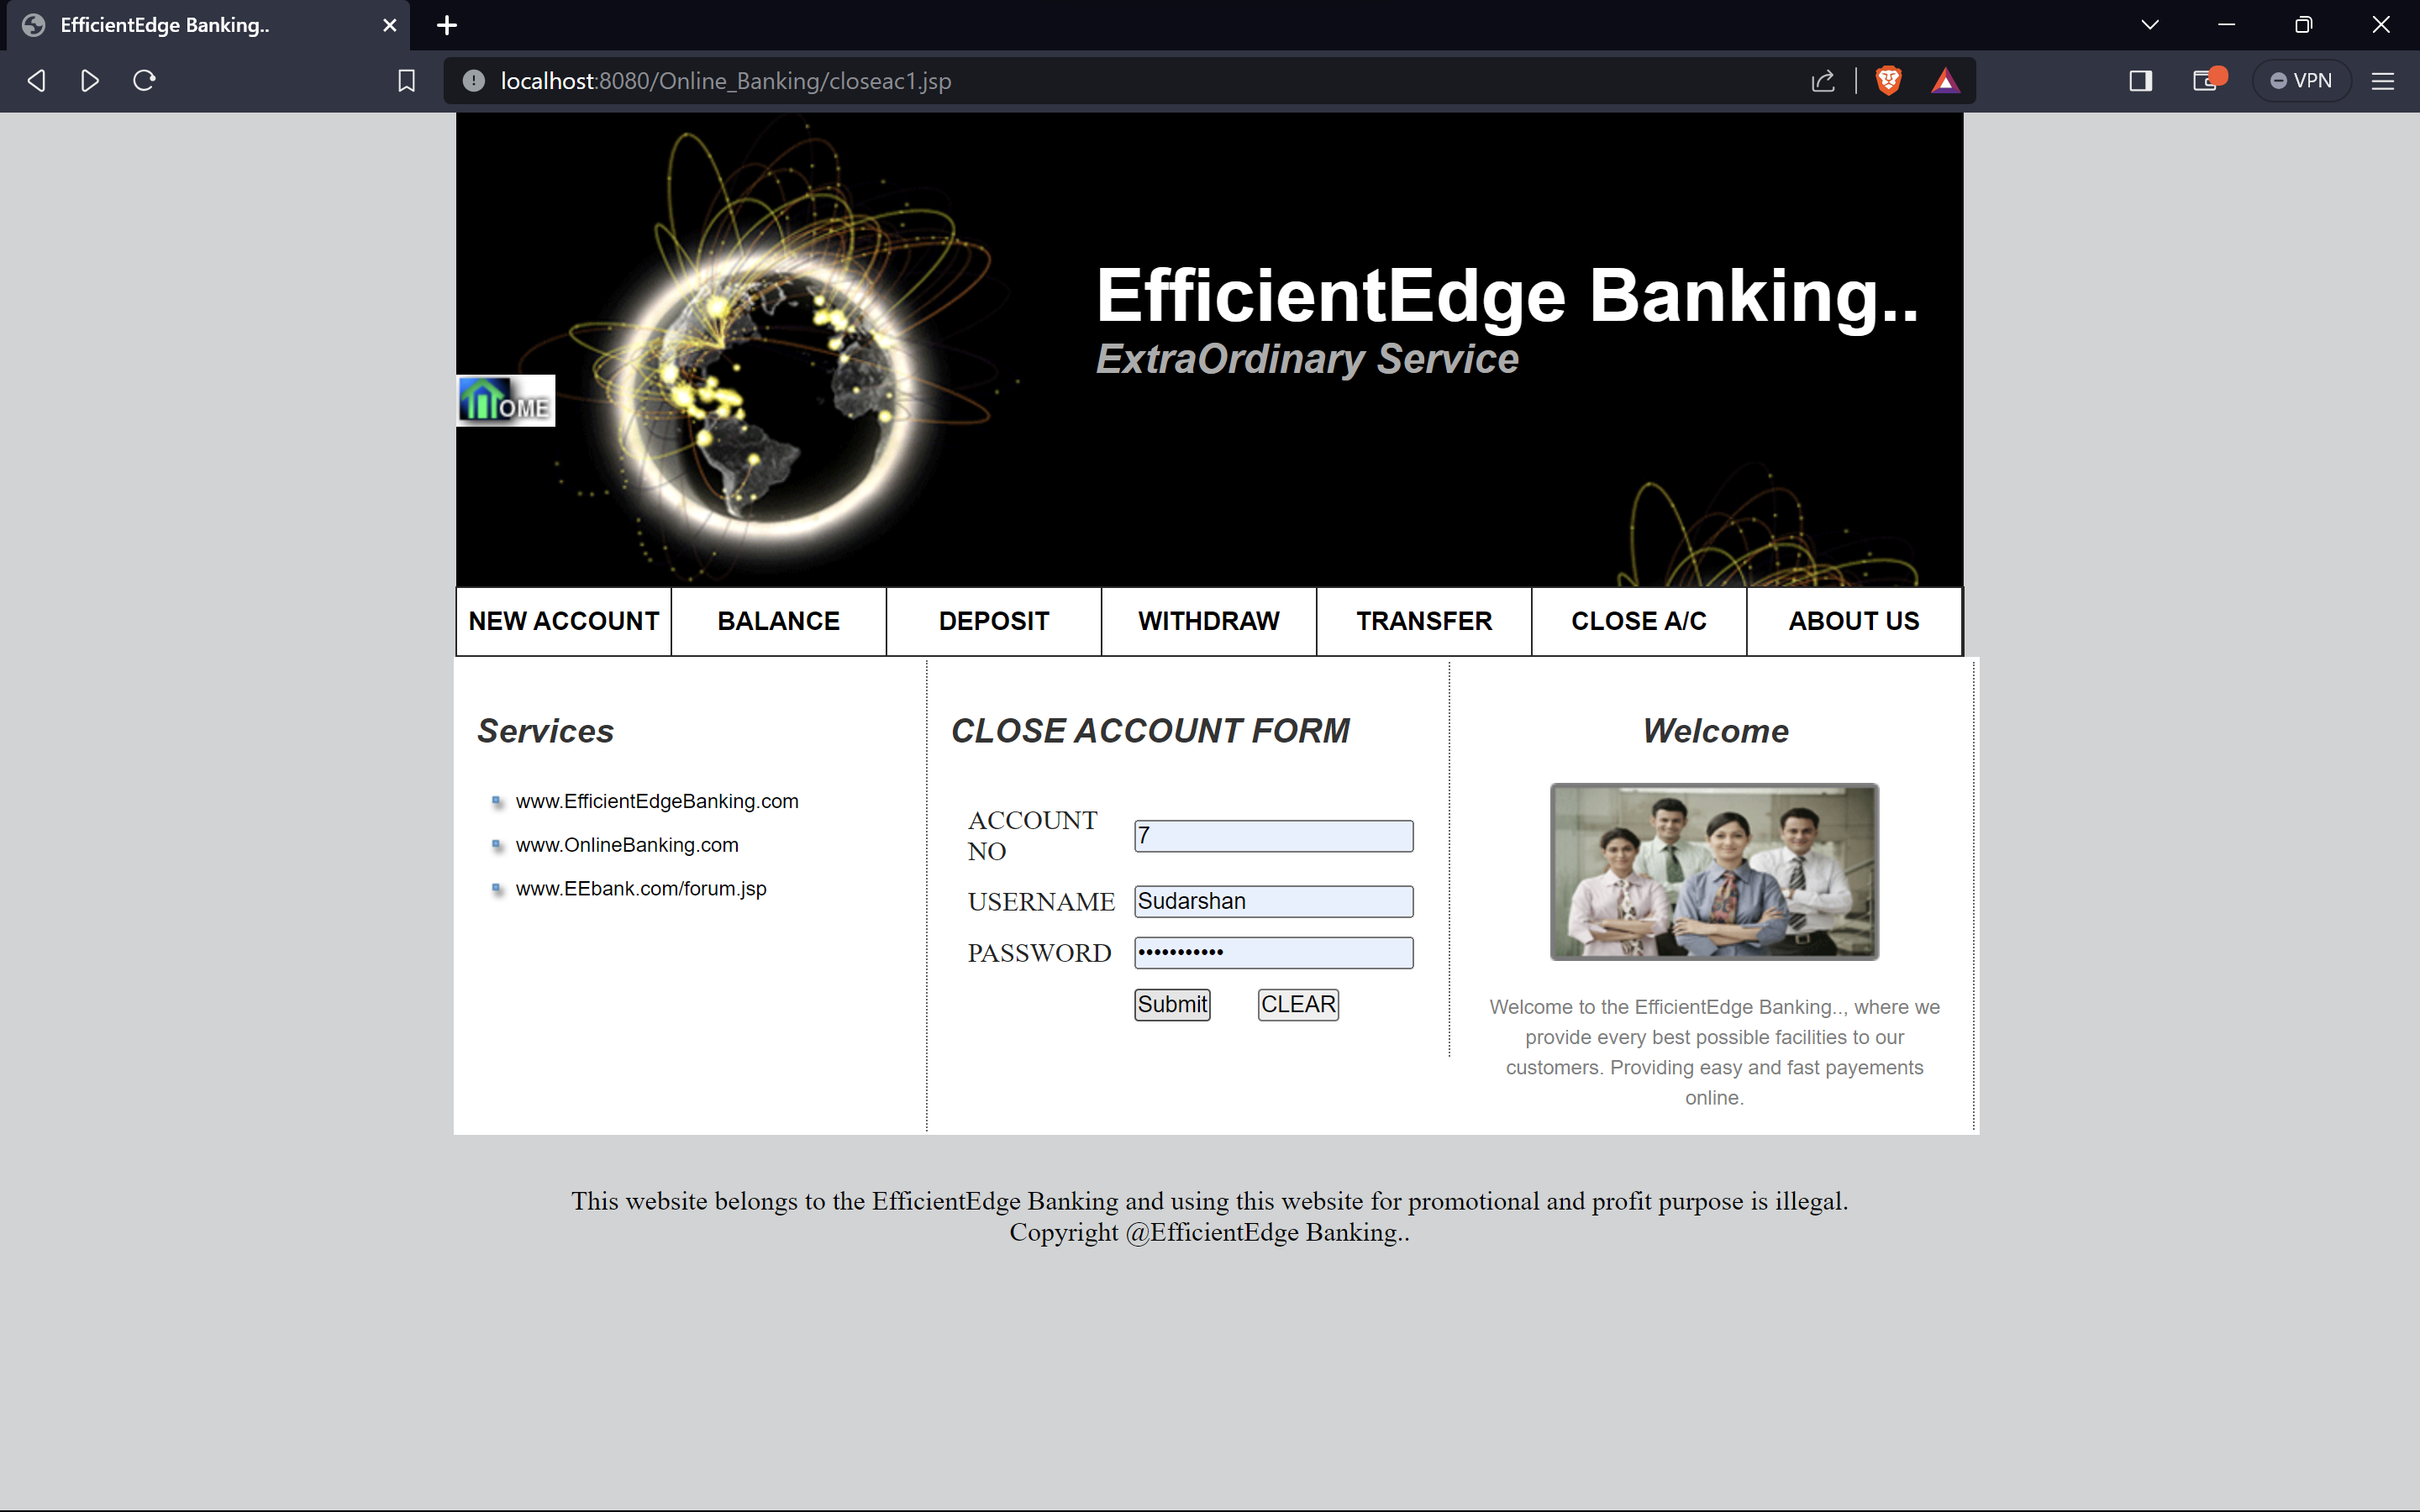 EfficientEdge Banking..
localhost:8080/Online_Banking/closeac1.jsp
VPN
EfficientEdge Banking..
ExtraOrdinary Service
HOME
NEW ACCOUNT BALANCE DEPOSIT WITHDRAW TRANSFER CLOSE A/C ABOUT US
Services
www.EfficientEdgeBanking.com
www.OnlineBanking.com
www.EEbank.com/forum.jsp
CLOSE ACCOUNT FORM
ACCOUNT
NO
7
USERNAME Sudarshan
PASSWORD •••••••••••
Submit CLEAR
Welcome
Welcome to the EfficientEdge Banking.., where we
provide every best possible facilities to our
customers. Providing easy and fast payements
online.
This website belongs to the EfficientEdge Banking and using this website for promotional and profit purpose is illegal.
Copyright @EfficientEdge Banking..